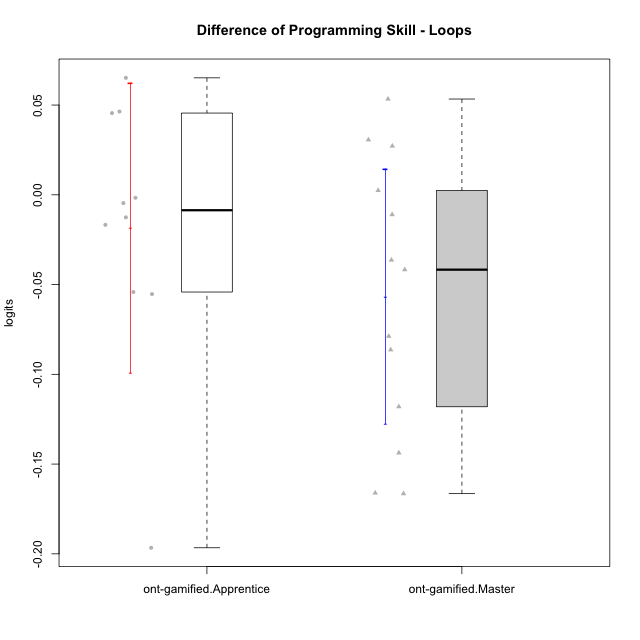 Difference of Programming Skill - Loops
logits
0.05
0.00
-0.05
-0.10
-0.15
-0.20
ont-gamified.Apprentice
ont-gamified.Master